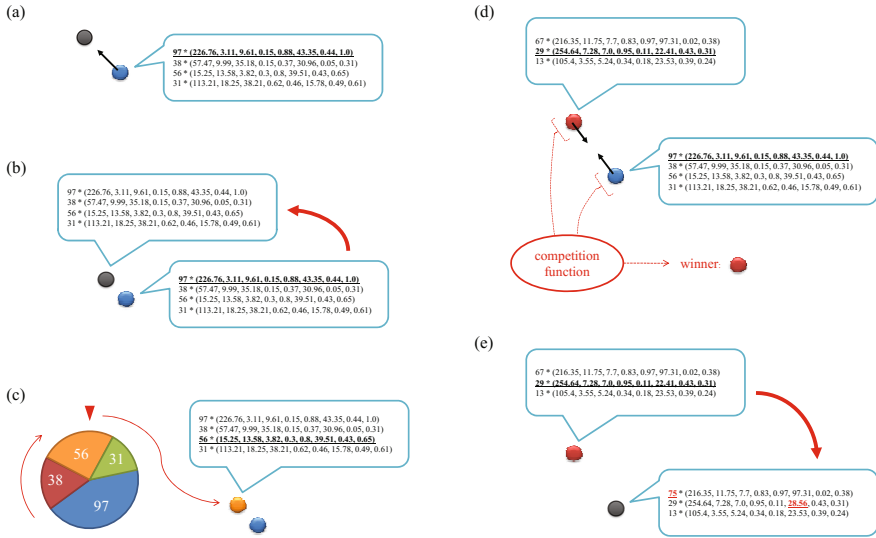 (a)
97 * (226.76, 3.11, 9.61, 0.15, 0.88, 43.35, 0.44, 1.0)
38 * (57.47, 9.99, 35.18, 0.15, 0.37, 30.96, 0.05, 0.31)
56 * (15.25, 13.58, 3.82, 0.3, 0.8, 39.51, 0.43, 0.65)
31 * (113.21, 18.25, 38.21, 0.62, 0.46, 15.78, 0.49, 0.61)
(b)
97 * (226.76, 3.11, 9.61, 0.15, 0.88, 43.35, 0.44, 1.0)
38 * (57.47, 9.99, 35.18, 0.15, 0.37, 30.96, 0.05, 0.31)
56 * (15.25, 13.58, 3.82, 0.3, 0.8, 39.51, 0.43, 0.65)
31 * (113.21, 18.25, 38.21, 0.62, 0.46, 15.78, 0.49, 0.61)
97 * (226.76, 3.11, 9.61, 0.15, 0.88, 43.35, 0.44, 1.0)
38 * (57.47, 9.99, 35.18, 0.15, 0.37, 30.96, 0.05, 0.31)
56 * (15.25, 13.58, 3.82, 0.3, 0.8, 39.51, 0.43, 0.65)
31 * (113.21, 18.25, 38.21, 0.62, 0.46, 15.78, 0.49, 0.61)
(c)
56
31
38
97
97 * (226.76, 3.11, 9.61, 0.15, 0.88, 43.35, 0.44, 1.0)
38 * (57.47, 9.99, 35.18, 0.15, 0.37, 30.96, 0.05, 0.31)
56 * (15.25, 13.58, 3.82, 0.3, 0.8, 39.51, 0.43, 0.65)
31 * (113.21, 18.25, 38.21, 0.62, 0.46, 15.78, 0.49, 0.61)
(d)
67 * (216.35, 11.75, 7.7, 0.83, 0.97, 97.31, 0.02, 0.38)
29 * (254.64, 7.28, 7.0, 0.95, 0.11, 22.41, 0.43, 0.31)
13 * (105.4, 3.55, 5.24, 0.34, 0.18, 23.53, 0.39, 0.24)
97 * (226.76, 3.11, 9.61, 0.15, 0.88, 43.35, 0.44, 1.0)
38 * (57.47, 9.99, 35.18, 0.15, 0.37, 30.96, 0.05, 0.31)
56 * (15.25, 13.58, 3.82, 0.3, 0.8, 39.51, 0.43, 0.65)
31 * (113.21, 18.25, 38.21, 0.62, 0.46, 15.78, 0.49, 0.61)
competition
function
winner:
(e)
67 * (216.35, 11.75, 7.7, 0.83, 0.97, 97.31, 0.02, 0.38)
29 * (254.64, 7.28, 7.0, 0.95, 0.11, 22.41, 0.43, 0.31)
13 * (105.4, 3.55, 5.24, 0.34, 0.18, 23.53, 0.39, 0.24)
75 * (216.35, 11.75, 7.7, 0.83, 0.97, 97.31, 0.02, 0.38)
29 * (254.64, 7.28, 7.0, 0.95, 0.11, 28.56, 0.43, 0.31)
13 * (105.4, 3.55, 5.24, 0.34, 0.18, 23.53, 0.39, 0.24)